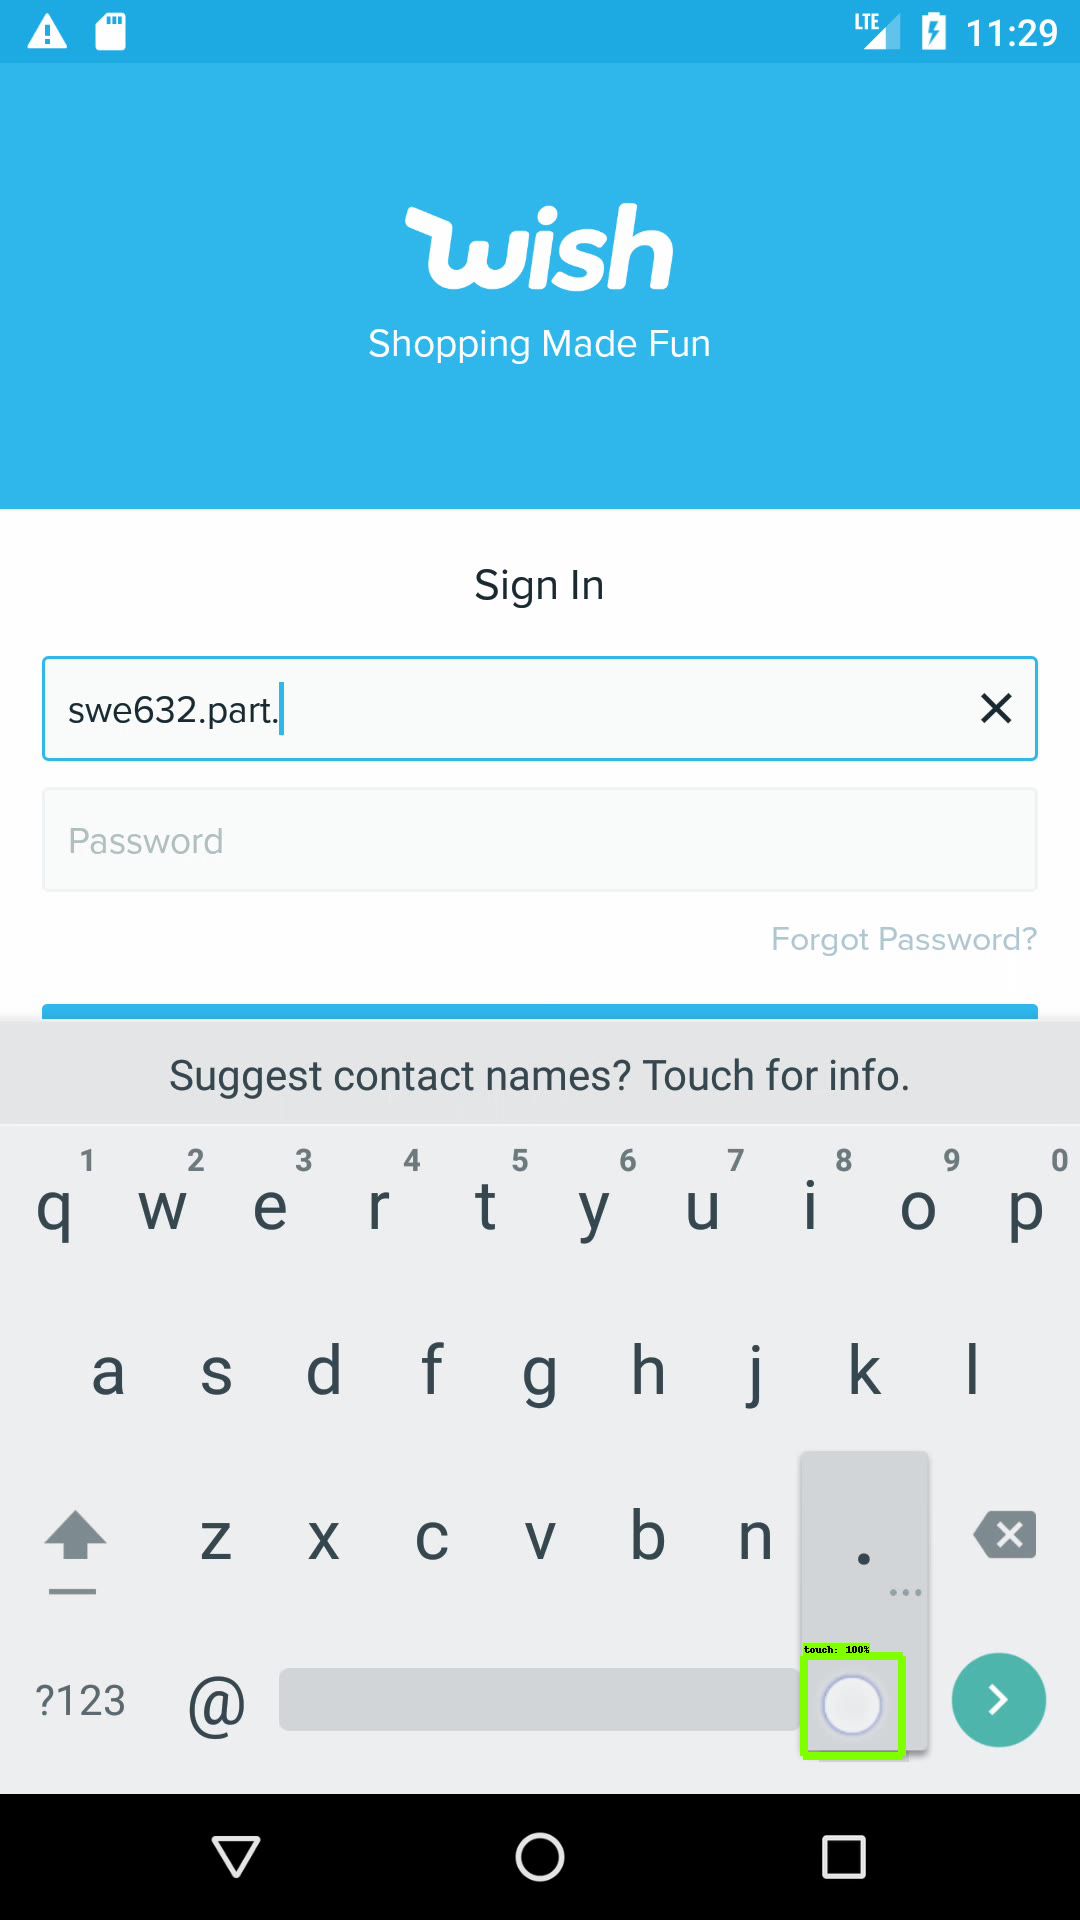 LTE 11:29
wish
Shopping Made Fun
Sign In
swe632.part.
Password
Forgot Password?
Suggest contact names? Touch for info.
1 2 3 4 5 6 7 8 9 0
q w e r t y u i o p
a s d f g h j k l
z x c v b n .
touch: 100%
?123 @